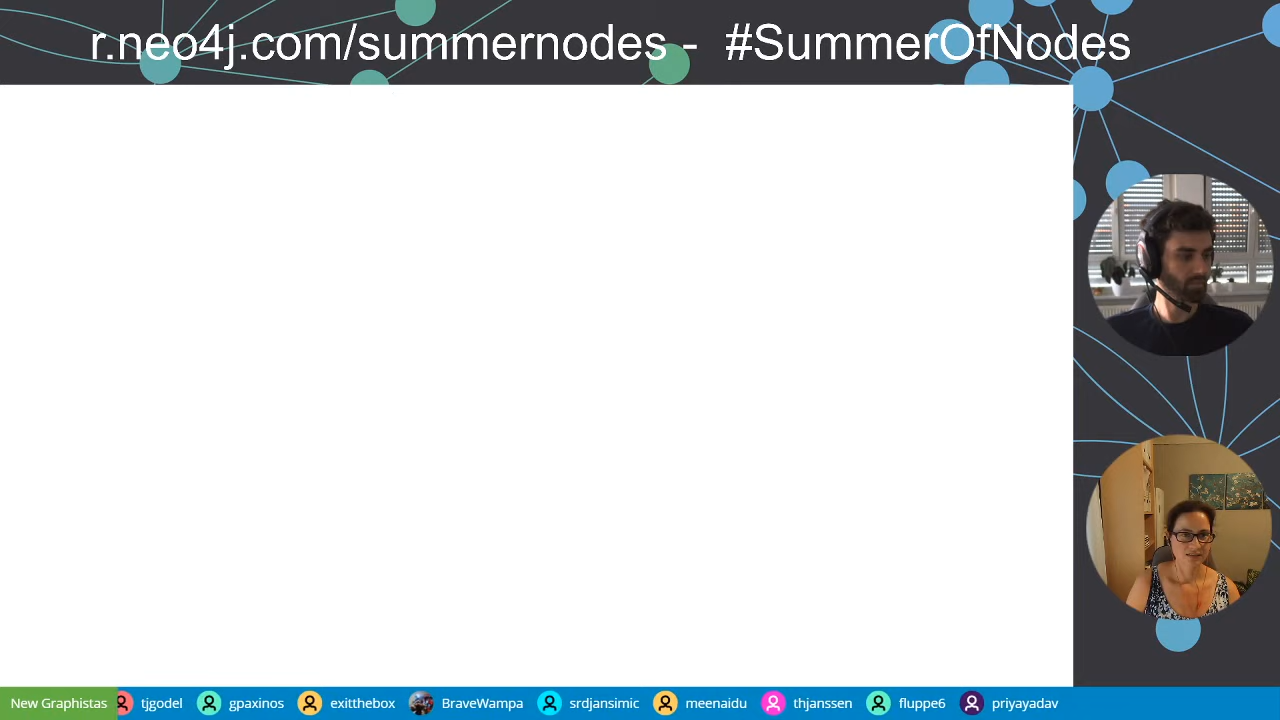 r.neo4j.com/summernodes - #SummerOfNodes
New Graphistas tjgodel gpaxinos exitthebox BraveWampa srdjansimic meenaidu thjanssen fluppe6 priyayadav